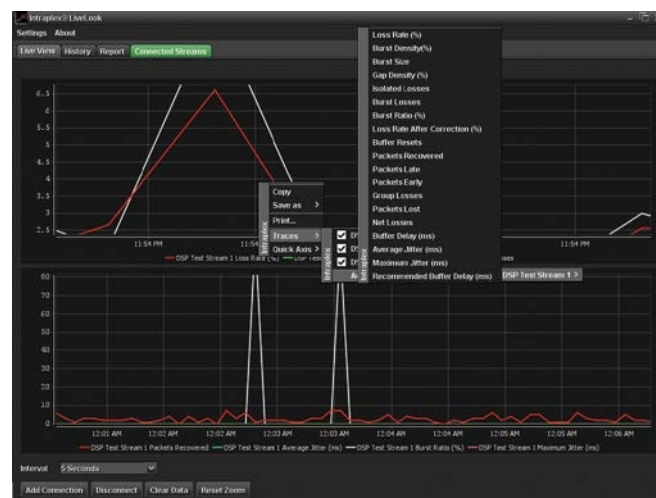 Intraplex® LiveLook
Settings About
Live View History Report Connected Streams
6.5
6
5.5
5
4.5
4
3.5
3
2.5
11:54 PM 11:54 11:54 PM
DSP Test Stream 1 Loss Rate (%)
Intraplex
Copy
Save as >
Print...
Traces >
Quick Axis >
Intraplex
Intraplex
Loss Rate (%)
Burst Density(%)
Burst Size
Gap Density (%)
Isolated Losses
Burst Losses
Burst Ratio (%)
Loss Rate After Correction (%)
Buffer Resets
Packets Recovered
Packets Late
Packets Early
Group Losses
Packets Lost
Net Losses
Buffer Delay (ms)
Average Jitter (ms)
Maximum Jitter (ms)
Recommended Buffer Delay (ms)
DSP Test Stream 1 >
80
70
60
50
40
30
20
10
0
12:01 AM 12:02 AM 12:02 AM 12:03 AM 12:03 AM 12:03 AM 12:04 AM 12:04 AM 12:05 AM 12:05 AM 12:06 AM
DSP Test Stream 1 Packets Recovered DSP Test Stream 1 Average Jitter (ms) DSP Test Stream 1 Burst Ratio (%) DSP Test Stream 1 Maximum Jitter (ms)
Interval 5 Seconds
Add Connection Disconnect Clear Data Reset Zoom